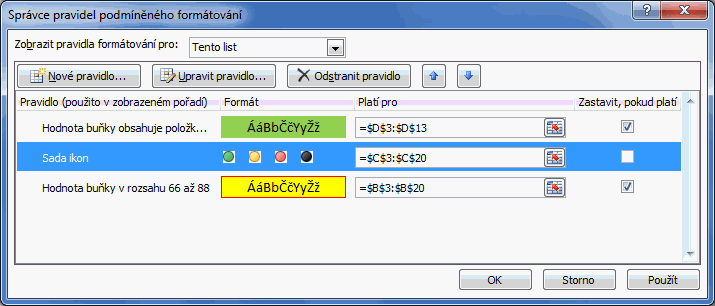 Správce pravidel podmíněného formátování
Zobrazit pravidla formátování pro: Tento list
Nové pravidlo... Upravit pravidlo... Odstranit pravidlo
Pravidlo (použito v zobrazeném pořadí) Formát Platí pro Zastavit, pokud platí
Hodnota buňky obsahuje položk... ÁáBbČčYyŽž =$D$3:$D$13
Sada ikon =$C$3:$C$20
Hodnota buňky v rozsahu 66 až 88 ÁáBbČčYyŽž =$B$3:$B$20
OK Storno Použít